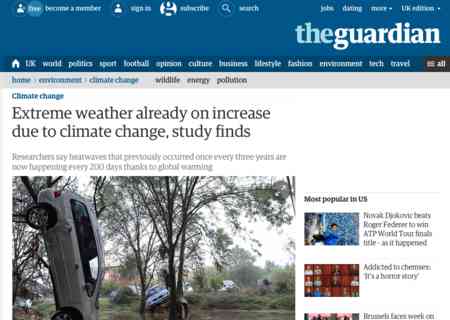 free become a member sign in subscribe search jobs dating more UK edition
theguardian
UK world politics sport football opinion culture business lifestyle fashion environment tech travel all
home › environment › climate change wildlife energy pollution
Climate change
Extreme weather already on increase
due to climate change, study finds
Researchers say heatwaves that previously occurred once every three years are
now happening every 200 days thanks to global warming
Most popular in US
Novak Djokovic beats
Roger Federer to win
ATP World Tour finals
title – as it happened
Addicted to chemsex:
'It's a horror story'
Brussels faces week on